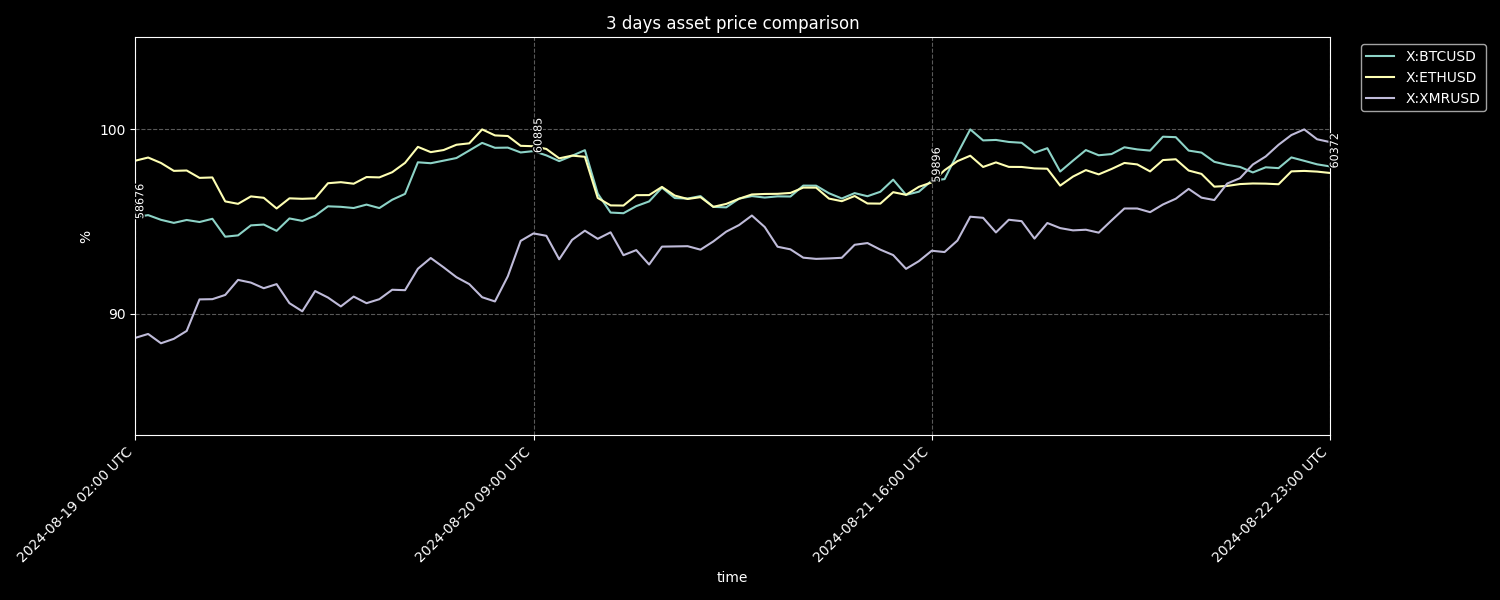 3 days asset price comparison
X:BTCUSD
X:ETHUSD
X:XMRUSD
100
90
%
58676
60885
59896
60372
2024-08-19 02:00 UTC
2024-08-20 09:00 UTC
2024-08-21 16:00 UTC
2024-08-22 23:00 UTC
time